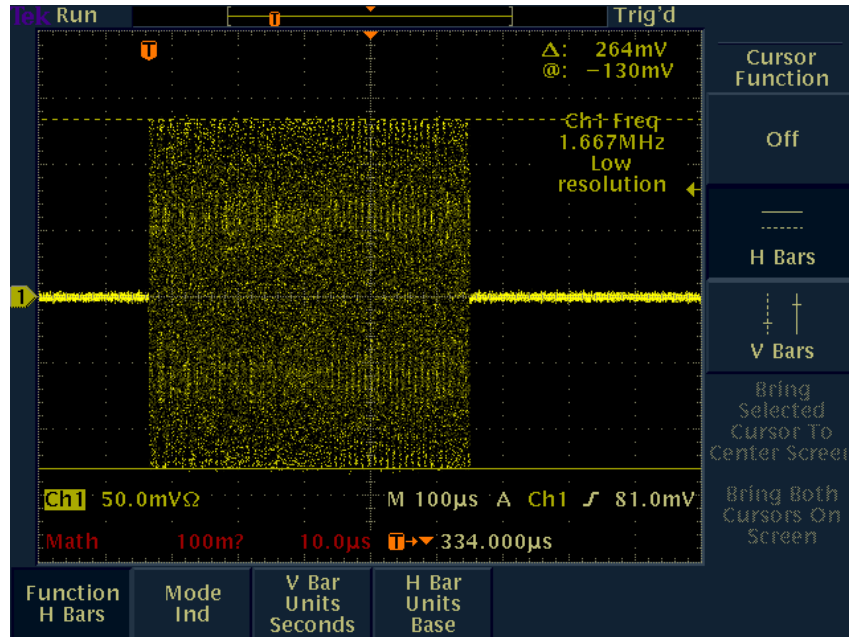 Tek Run Trig'd
T
T
Δ: 264mV
@: −130mV
Ch1 Freq
1.667MHz
Low
resolution
1
Ch1 50.0mVΩ M 100µs A Ch1 81.0mV
Math 100m? 10.0µs T 334.000µs
Cursor
Function
Off
H Bars
V Bars
Bring
Selected
Cursor To
Center Screen
Bring Both
Cursors On
Screen
Function
H Bars
Mode
Ind
V Bar
Units
Seconds
H Bar
Units
Base